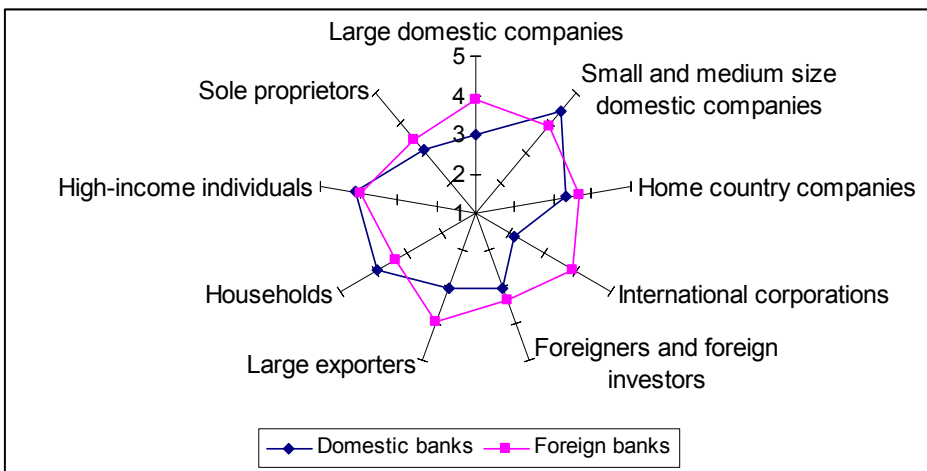 Large domestic companies
5
4
3
2
1
Small and medium size
domestic companies
Home country companies
International corporations
Foreigners and foreign
investors
Large exporters
Households
High-income individuals
Sole proprietors
Domestic banks
Foreign banks